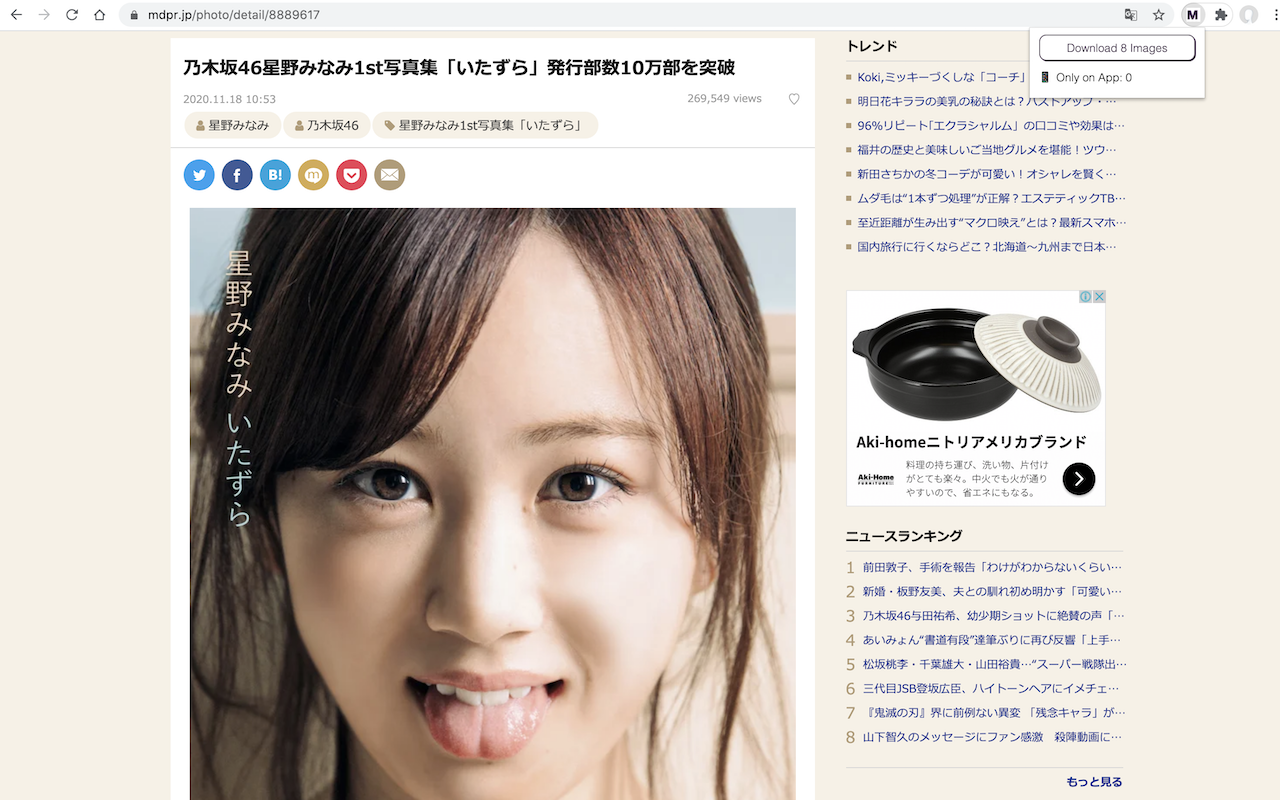 mdpr.jp/photo/detail/8889617
M
Download 8 Images
Only on App: 0
乃木坂46星野みなみ1st写真集「いたずら」発行部数10万部を突破
2020.11.18 10:53
269,549 views
星野みなみ
乃木坂46
星野みなみ1st写真集「いたずら」
B!
m
星野みなみ いたずら
トレンド
Koki,ミッキーづくしな「コーチ」
明日花キララの美乳の秘訣とは？バストアップ・…
96%リピート｢エクラシャルム」の口コミや効果は…
福井の歴史と美味しいご当地グルメを堪能！ツウ…
新田さちかの冬コーデが可愛い！オシャレを賢く…
ムダ毛は“1本ずつ処理”が正解？エステティックTB…
至近距離が生み出す“マクロ映え”とは？最新スマホ…
国内旅行に行くならどこ？北海道〜九州まで日本…
Aki-homeニトリアメリカブランド
Aki-Home
FURNITURE
料理の持ち運び、洗い物、片付け
がとても楽々。中火でも火が通り
やすいので、省エネにもなる。
ニュースランキング
1 前田敦子、手術を報告「わけがわからないくらい…
2 新婚・板野友美、夫との馴れ初め明かす「可愛い…
3 乃木坂46与田祐希、幼少期ショットに絶賛の声「…
4 あいみょん“書道有段”達筆ぶりに再び反響「上手…
5 松坂桃李・千葉雄大・山田裕貴…“スーパー戦隊出…
6 三代目JSB登坂広臣、ハイトーンヘアにイメチェ…
7 『鬼滅の刃』界に前例ない異変 「残念キャラ」が…
8 山下智久のメッセージにファン感激　殺陣動画に…
もっと見る